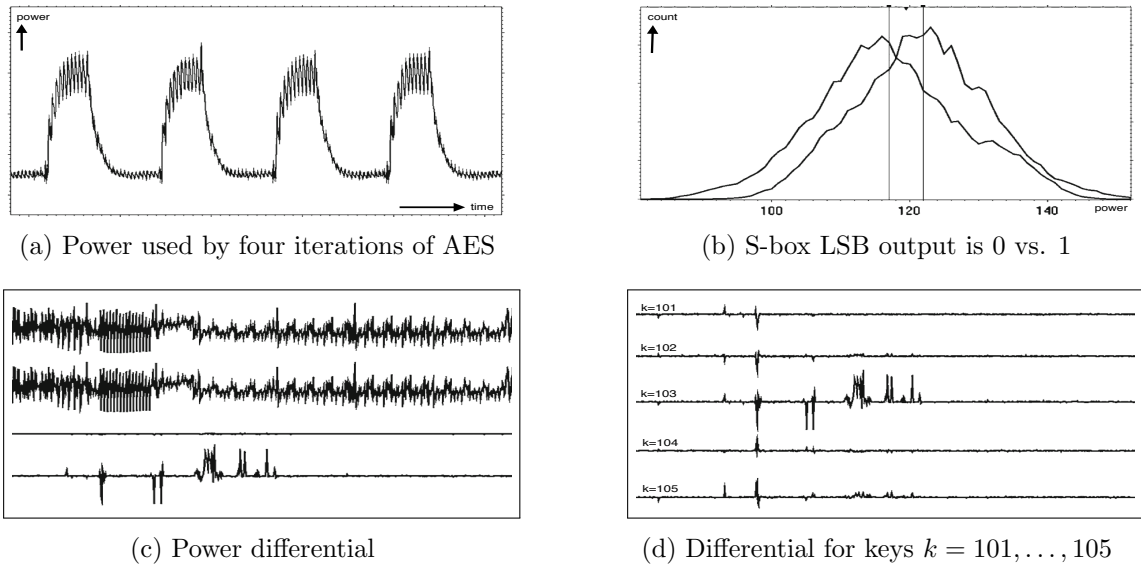 power
time
(a) Power used by four iterations of AES
count
100 120 140
power
(b) S-box LSB output is 0 vs. 1
(c) Power differential
k=101
k=102
k=103
k=104
k=105
(d) Differential for keys k = 101, . . . , 105